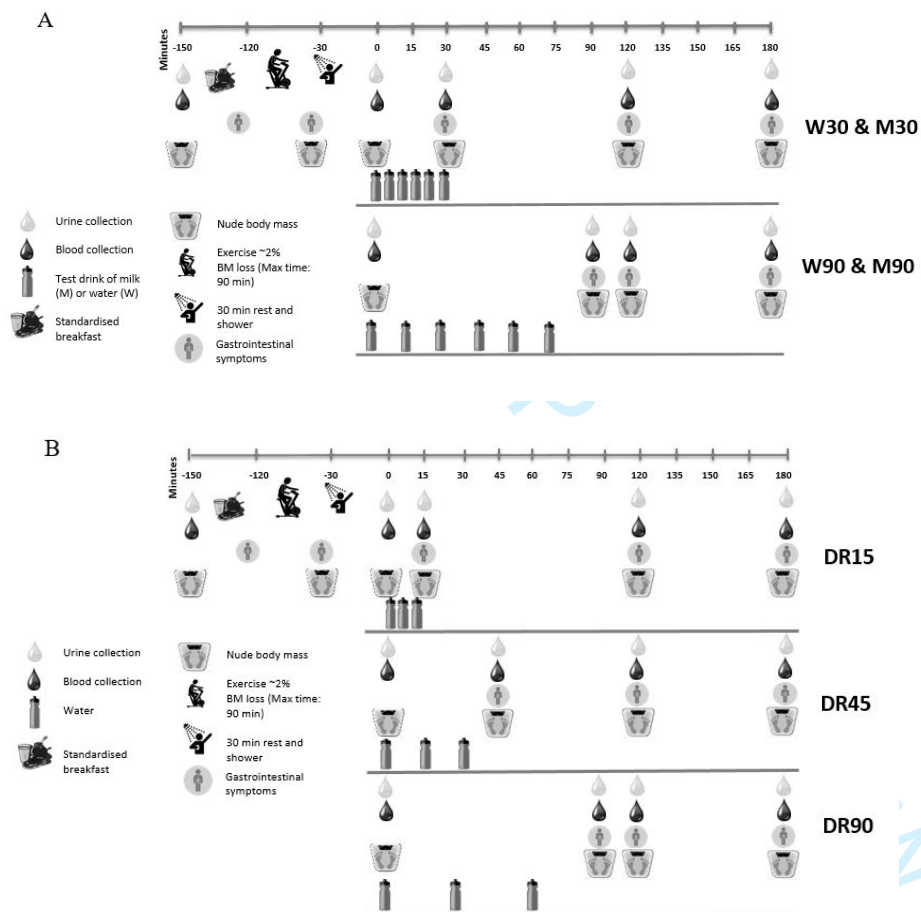 A
Minutes
-150 -120 -30 0 15 30 45 60 75 90 120 135 150 165 180
W30 & M30
Urine collection
Blood collection
Test drink of milk
(M) or water (W)
Standardised
breakfast
Nude body mass
Exercise ~2%
BM loss (Max time:
90 min)
30 min rest and
shower
Gastrointestinal
symptoms
W90 & M90
B
Minutes
-150 -120 -30 0 15 30 45 60 75 90 120 135 150 165 180
DR15
Urine collection
Blood collection
Water
Standardised
breakfast
Nude body mass
Exercise ~2%
BM loss (Max time:
90 min)
30 min rest and
shower
Gastrointestinal
symptoms
DR45
DR90